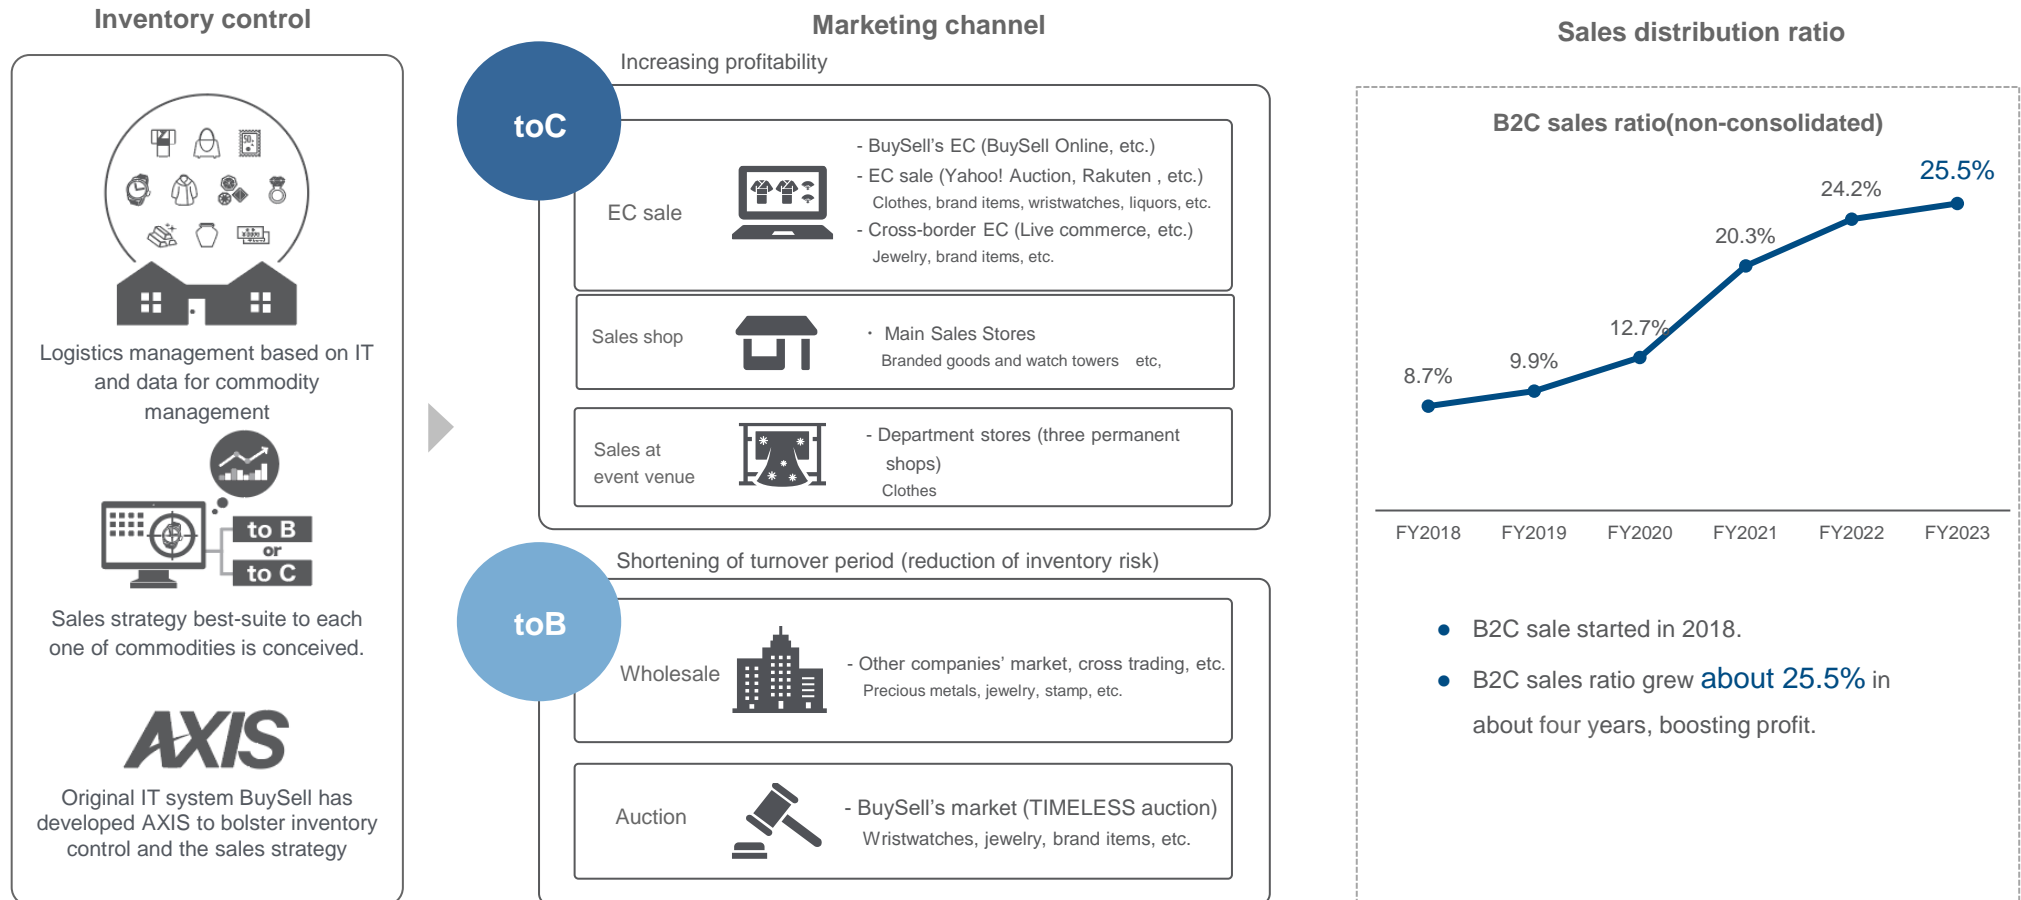 Inventory control
Logistics management based on IT
and data for commodity
management
to B
or
to C
Sales strategy best-suite to each
one of commodities is conceived.
AXIS
Original IT system BuySell has
developed AXIS to bolster inventory
control and the sales strategy
Marketing channel
toC
Increasing profitability
EC sale
- BuySell's EC (BuySell Online, etc.)
- EC sale (Yahoo! Auction, Rakuten , etc.)
Clothes, brand items, wristwatches, liquors, etc.
- Cross-border EC (Live commerce, etc.)
Jewelry, brand items, etc.
Sales shop
・ Main Sales Stores
Branded goods and watch towers etc,
Sales at
event venue
- Department stores (three permanant
shops)
Clothes
toB
Shortening of turnover period (reduction of inventory risk)
Wholesale
- Other companies' market, cross trading, etc.
Precious metals, jewelry, stamp, etc.
Auction
- BuySell's market (TIMELESS auction)
Wristwatches, jewelry, brand items, etc.
Sales distribution ratio
B2C sales ratio(non-consolidated)
8.7%
9.9%
12.7%
20.3%
24.2%
25.5%
FY2018
FY2019
FY2020
FY2021
FY2022
FY2023
● B2C sale started in 2018.
● B2C sales ratio grew about 25.5% in
about four years, boosting profit.